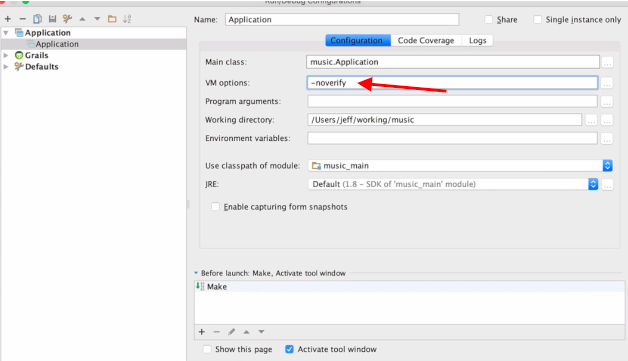 Run/Debug Configurations
Name: Application Share Single instance only
Application
Application
Grails
Defaults
Configuration Code Coverage Logs
Main class: music.Application ...
VM options: -noverify ...
Program arguments: ...
Working directory: /Users/jeff/working/music ... ...
Environment variables: ...
Use classpath of module: music_main
JRE: Default (1.8 - SDK of 'music_main' module) ...
Enable capturing form snapshots
Before launch: Make, Activate tool window
Make
Show this page Activate tool window